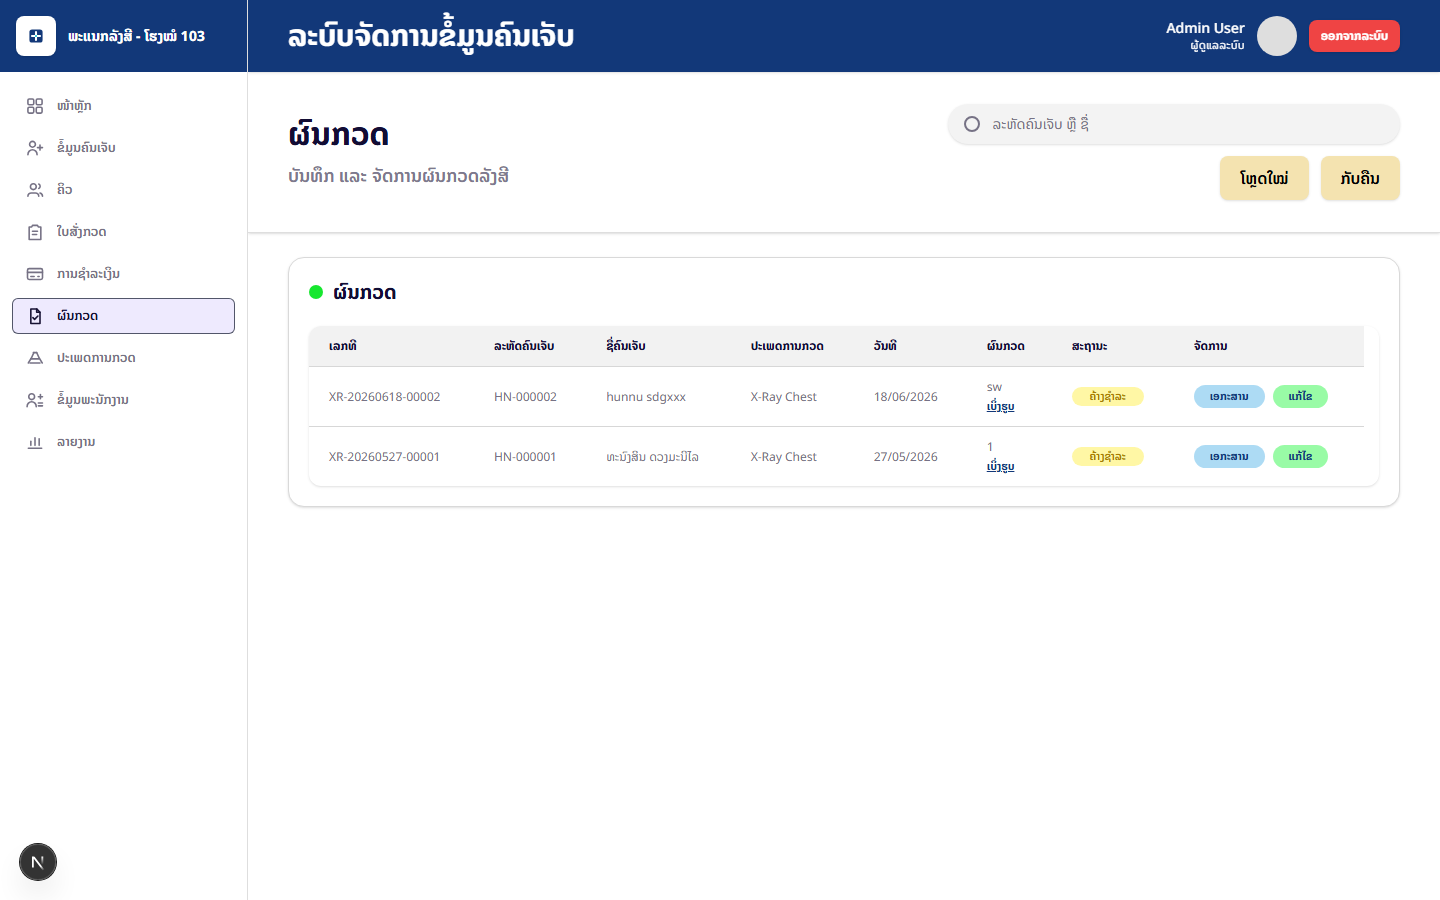 ພະແນກລັງສີ - ໂຮງໝໍ 103
ລະບົບຈັດການຂໍ້ມູນຄົນເຈັບ
Admin User
ຜູ້ດູແລລະບົບ
ອອກຈາກລະບົບ
ໜ້າຫຼັກ
ຂໍ້ມູນຄົນເຈັບ
ຄິວ
ໃບສັ່ງກວດ
ການຊຳລະເງິນ
ຜົນກວດ
ປະເພດການກວດ
ຂໍ້ມູນພະນັກງານ
ລາຍງານ
ຜົນກວດ
ບັນທຶກ ແລະ ຈັດການຜົນກວດລັງສີ
ລະຫັດຄົນເຈັບ ຫຼື ຊື່
ໂຫຼດໃໝ່ ກັບຄືນ
ຜົນກວດ
ເລກທີ ລະຫັດຄົນເຈັບ ຊື່ຄົນເຈັບ ປະເພດການກວດ ວັນທີ ຜົນກວດ ສະຖານະ ຈັດການ
XR-20260618-00002 HN-000002 hunnu sdgxxx X-Ray Chest 18/06/2026 sw ຄ້າງຊຳລະ ເອກະສານ ແກ້ໄຂ
ເບິ່ງຮູບ
XR-20260527-00001 HN-000001 ທະນົງສິນ ດວງມະນີໄລ X-Ray Chest 27/05/2026 1 ຄ້າງຊຳລະ ເອກະສານ ແກ້ໄຂ
ເບິ່ງຮູບ
N